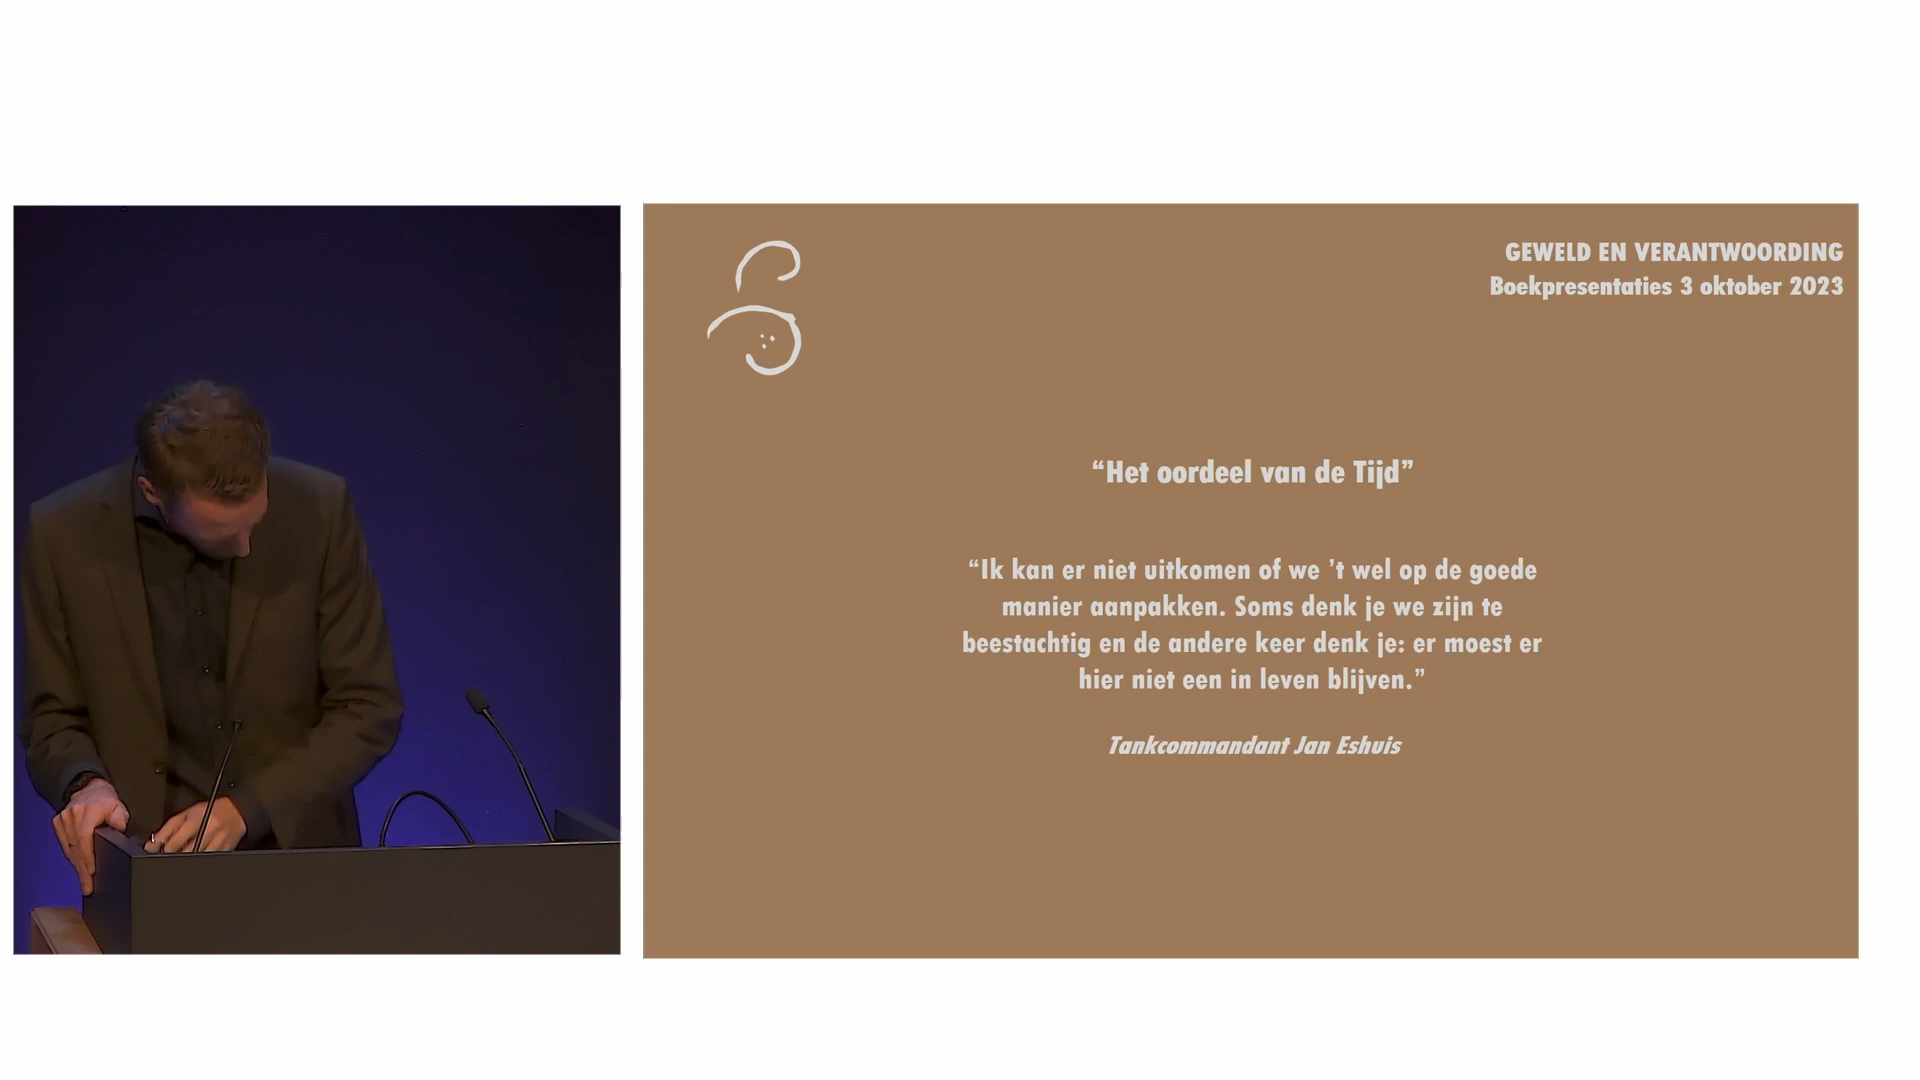 GEWELD EN VERANTWOORDING
Boekpresentaties 3 oktober 2023
“Het oordeel van de Tijd”
“Ik kan er niet uitkomen of we ’t wel op de goede
manier aanpakken. Soms denk je we zijn te
beestachtig en de andere keer denk je: er moest er
hier niet een in leven blijven.”
Tankcommandant Jan Eshuis